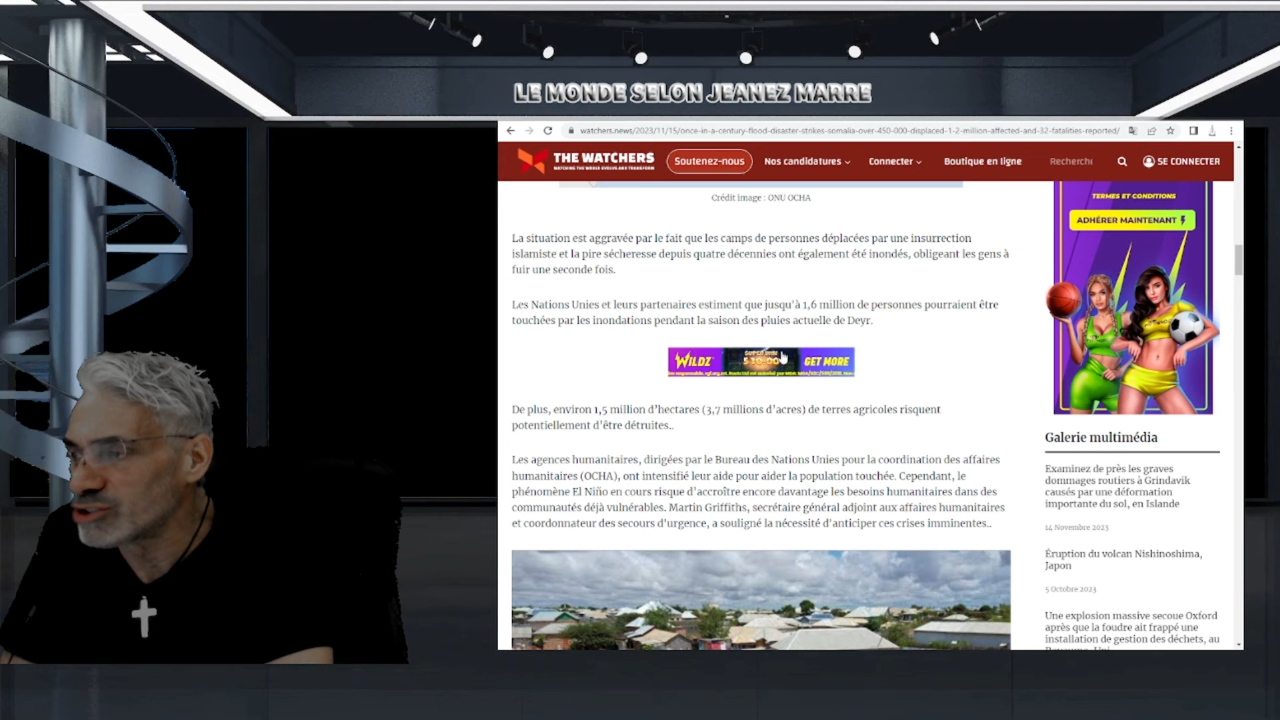 LE MONDE SELON JEANEZ MARRE
watchers.news/2023/11/15/once-in-a-century-flood-disaster-strikes-somalia-over-450-000-displaced-1-2-million-affected-and-32-fatalities-reported/
THE WATCHERS
WATCHING THE WORLD EVOLVE AND TRANSFORM
Soutenez-nous
Nos candidatures
Connecter
Boutique en ligne
Recherche
SE CONNECTER
Crédit image : ONU OCHA
La situation est aggravée par le fait que les camps de personnes déplacées par une insurrection
islamiste et la pire sécheresse depuis quatre décennies ont également été inondés, obligeant les gens à
fuir une seconde fois.
Les Nations Unies et leurs partenaires estiment que jusqu'à 1,6 million de personnes pourraient être
touchées par les inondations pendant la saison des pluies actuelle de Deyr.
WILDZ
GET MORE
De plus, environ 1,5 million d'hectares (3,7 millions d'acres) de terres agricoles risquent
potentiellement d'être détruites..
Les agences humanitaires, dirigées par le Bureau des Nations Unies pour la coordination des affaires
humanitaires (OCHA), ont intensifié leur aide pour aider la population touchée. Cependant, le
phénomène El Niño en cours risque d'accroître encore davantage les besoins humanitaires dans des
communautés déjà vulnérables. Martin Griffiths, secrétaire général adjoint aux affaires humanitaires
et coordonnateur des secours d'urgence, a souligné la nécessité d'anticiper ces crises imminentes..
TERMES ET CONDITIONS
ADHÉRER MAINTENANT
Galerie multimédia
Examinez de près les graves
dommages routiers à Grindavik
causés par une déformation
importante du sol, en Islande
14 Novembre 2023
Éruption du volcan Nishinoshima,
Japon
5 Octobre 2023
Une explosion massive secoue Oxford
après que la foudre ait frappé une
installation de gestion des déchets, au